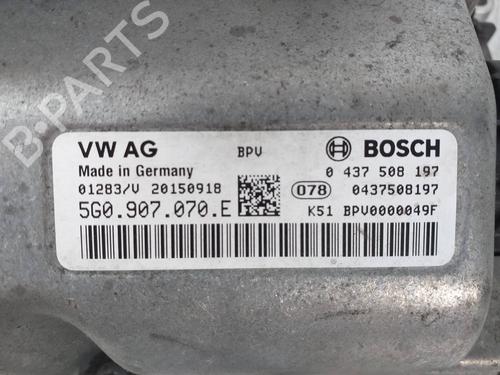 B-PARTS
VW AG BPV BOSCH
Made in Germany 0 437 508 197
01283/V 20150918 078 0437508197
5G0.907.070.E K51 BPV0000049F